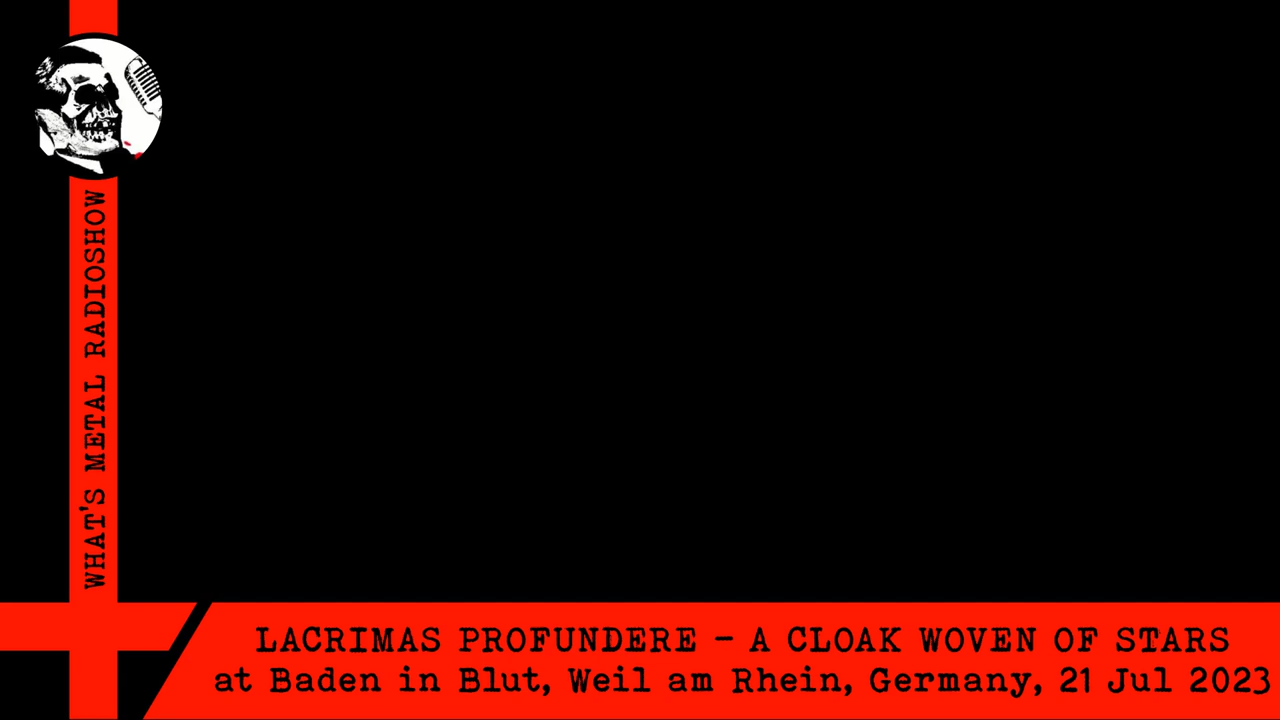 WHAT'S METAL RADIOSHOW
LACRIMAS PROFUNDERE - A CLOAK WOVEN OF STARS
at Baden in Blut, Weil am Rhein, Germany, 21 Jul 2023